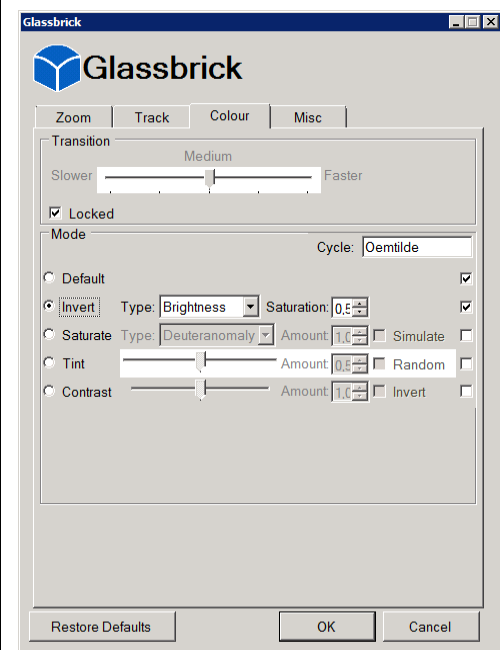 Glassbrick
Glassbrick
Zoom Track Colour Misc
Transition
Medium
Slower Faster
Locked
Mode
Cycle: Oemtilde
Default
Invert Type: Brightness Saturation: 0,5
Saturate Type: Deuteranomaly Amount: 1,0 Simulate
Tint Amount: 0,5 Random
Contrast Amount: 1,0 Invert
Restore Defaults OK Cancel